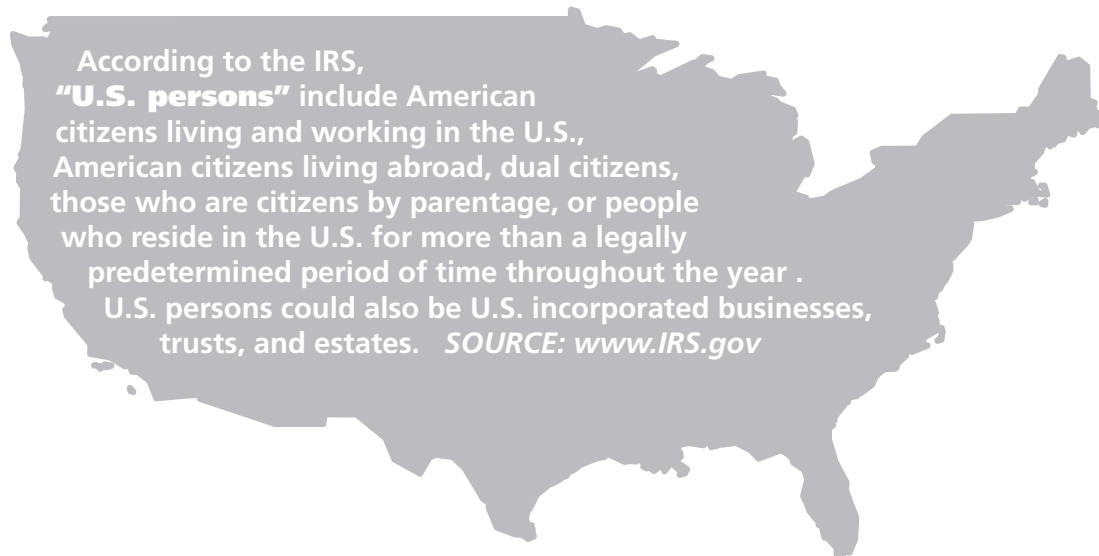 According to the IRS,
“U.S. persons” include American
citizens living and working in the U.S.,
American citizens living abroad, dual citizens,
those who are citizens by parentage, or people
who reside in the U.S. for more than a legally
predetermined period of time throughout the year .
U.S. persons could also be U.S. incorporated businesses,
trusts, and estates. SOURCE: www.IRS.gov